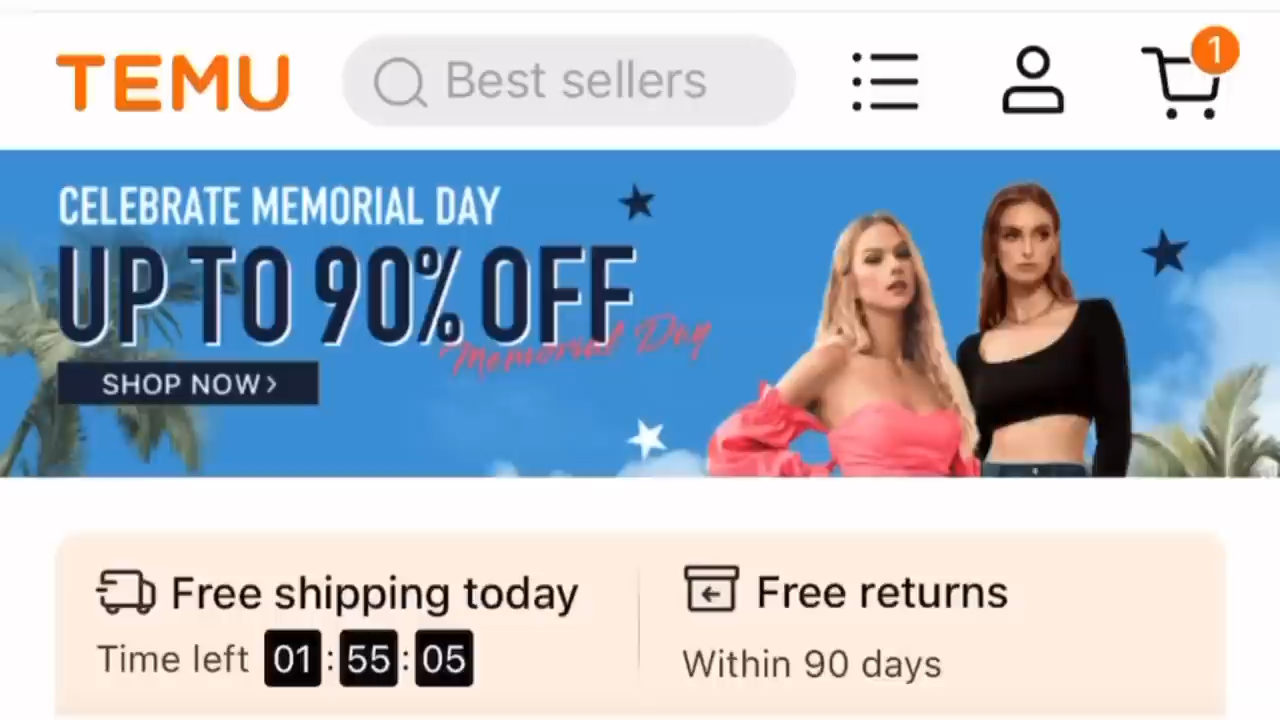 TEMU
Best sellers
1
CELEBRATE MEMORIAL DAY
UP TO 90% OFF
Memorial Day
SHOP NOW>
Free shipping today
Time left 01:55:05
Free returns
Within 90 days